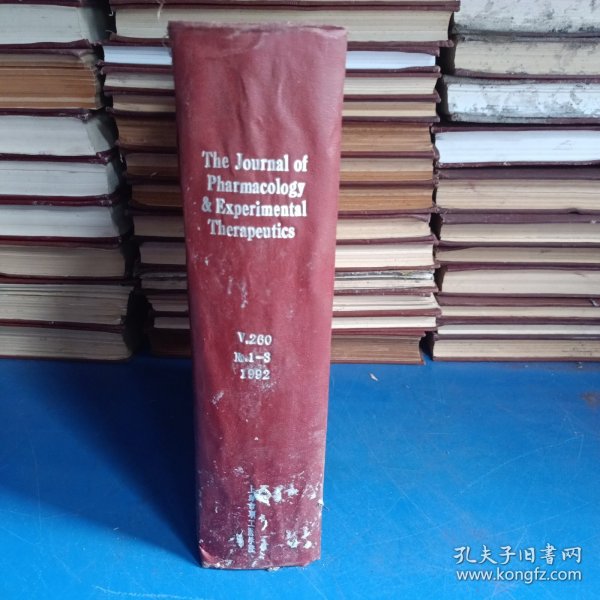 The Journal of
Pharmacology
& Experimental
Therapeutics
V.260
No.1-3
1992
孔夫子旧书网
www.kongfz.com